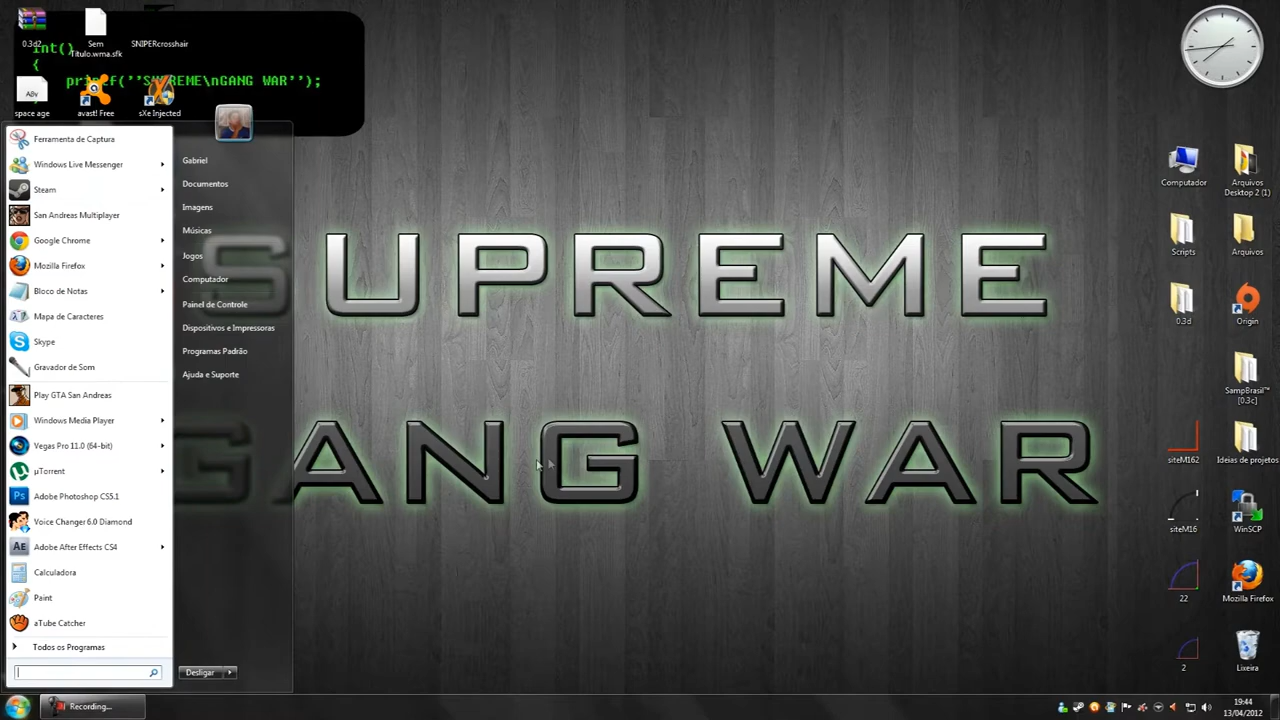 0.3d2
Sem
Título.wma.sfk
SNIPERcrosshair
int()
{
printf(''SUPREME\nGANG WAR'');
space age
avast! Free
sXe Injected
Ferramenta de Captura
Windows Live Messenger
Steam
San Andreas Multiplayer
Google Chrome
Mozilla Firefox
Bloco de Notas
Mapa de Caracteres
Skype
Gravador de Som
Play GTA San Andreas
Windows Media Player
Vegas Pro 11.0 (64-bit)
µTorrent
Adobe Photoshop CS5.1
Voice Changer 6.0 Diamond
Adobe After Effects CS4
Calculadora
Paint
aTube Catcher
Todos os Programas
Gabriel
Documentos
Imagens
Músicas
Jogos
Computador
Painel de Controle
Dispositivos e Impressoras
Programas Padrão
Ajuda e Suporte
Desligar
SUPREME
GANG WAR
Computador
Arquivos
Desktop 2 (1)
Scripts
Arquivos
0.3d
Origin
SampBrasil™
[0.3c]
siteM162
Ideias de projetos
siteM16
WinSCP
22
Mozilla Firefox
2
Lixeira
Recording...
19:44
13/04/2012